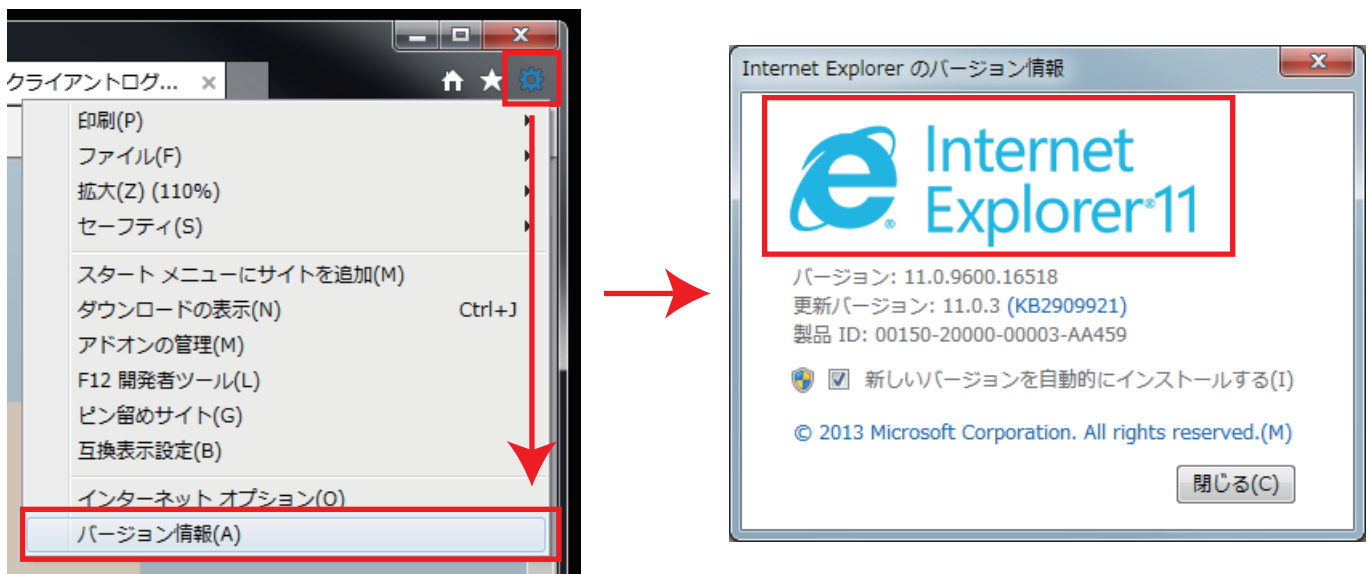 クライアントログ...
印刷(P)
ファイル(F)
拡大(Z) (110%)
セーフティ(S)
スタート メニューにサイトを追加(M)
ダウンロードの表示(N) Ctrl+J
アドオンの管理(M)
F12 開発者ツール(L)
ピン留めサイト(G)
互換表示設定(B)
インターネット オプション(O)
バージョン情報(A)
Internet Explorer のバージョン情報
Internet
Explorer®11
バージョン: 11.0.9600.16518
更新バージョン: 11.0.3 (KB2909921)
製品 ID: 00150-20000-00003-AA459
新しいバージョンを自動的にインストールする(I)
© 2013 Microsoft Corporation. All rights reserved.(M)
閉じる(C)